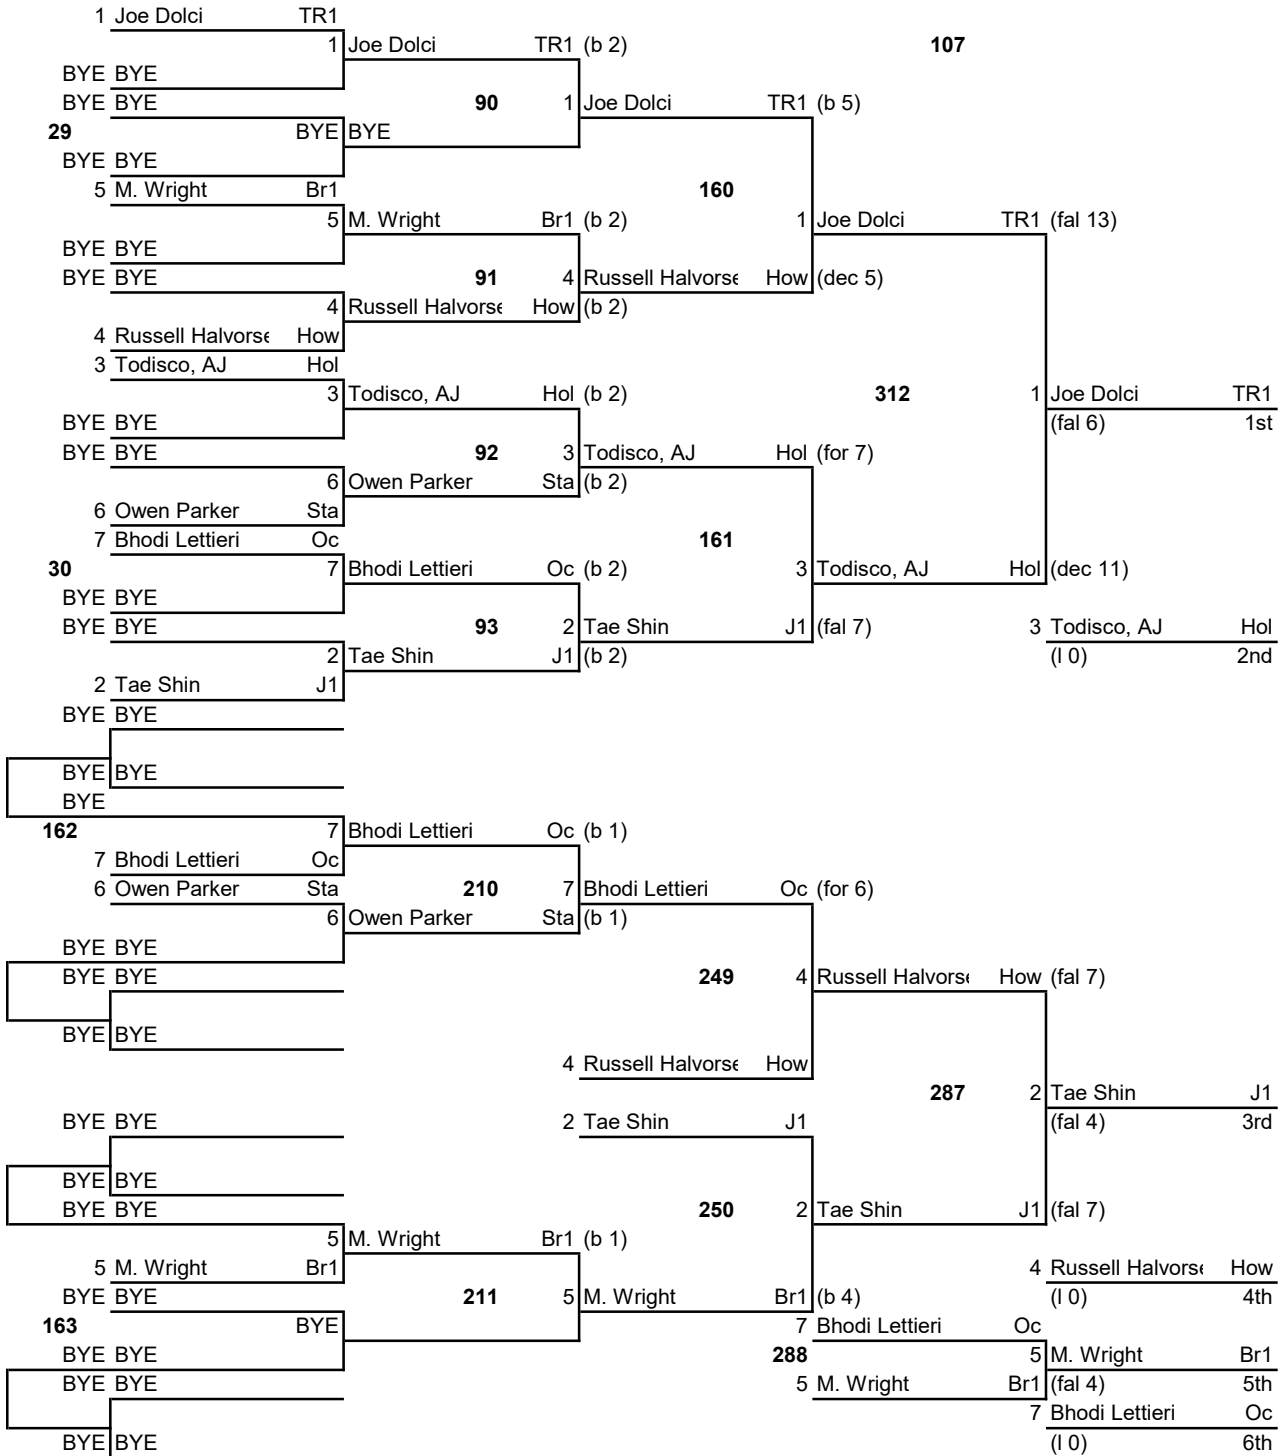 1 Joe Dolci TR1
1 Joe Dolci TR1 (b 2) 107
BYE BYE
BYE BYE 90 1 Joe Dolci TR1 (b 5)
29 BYE BYE
BYE BYE
5 M. Wright Br1 160
5 M. Wright Br1 (b 2) 1 Joe Dolci TR1 (fal 13)
BYE BYE
BYE BYE 91 4 Russell Halvorse How (dec 5)
4 Russell Halvorse How (b 2)
4 Russell Halvorse How
3 Todisco, AJ Hol
3 Todisco, AJ Hol (b 2) 312 1 Joe Dolci TR1
BYE BYE (fal 6) 1st
BYE BYE 92 3 Todisco, AJ Hol (for 7)
6 Owen Parker Sta (b 2)
6 Owen Parker Sta
7 Bhodi Lettieri Oc 161
30 7 Bhodi Lettieri Oc (b 2) 3 Todisco, AJ Hol (dec 11)
BYE BYE
BYE BYE 93 2 Tae Shin J1 (fal 7) 3 Todisco, AJ Hol
2 Tae Shin J1 (b 2) (l 0) 2nd
2 Tae Shin J1
BYE BYE
BYE BYE
BYE
162 7 Bhodi Lettieri Oc (b 1)
7 Bhodi Lettieri Oc
6 Owen Parker Sta 210 7 Bhodi Lettieri Oc (for 6)
6 Owen Parker Sta (b 1)
BYE BYE
BYE BYE 249 4 Russell Halvorse How (fal 7)
BYE BYE
4 Russell Halvorse How
287 2 Tae Shin J1
BYE BYE 2 Tae Shin J1 (fal 4) 3rd
BYE BYE
BYE BYE 250 2 Tae Shin J1 (fal 7)
5 M. Wright Br1 (b 1)
5 M. Wright Br1 4 Russell Halvorse How
BYE BYE 211 5 M. Wright Br1 (b 4) (l 0) 4th
163 BYE 7 Bhodi Lettieri Oc
BYE BYE 288 5 M. Wright Br1
BYE BYE 5 M. Wright Br1 (fal 4) 5th
7 Bhodi Lettieri Oc
BYE BYE (l 0) 6th